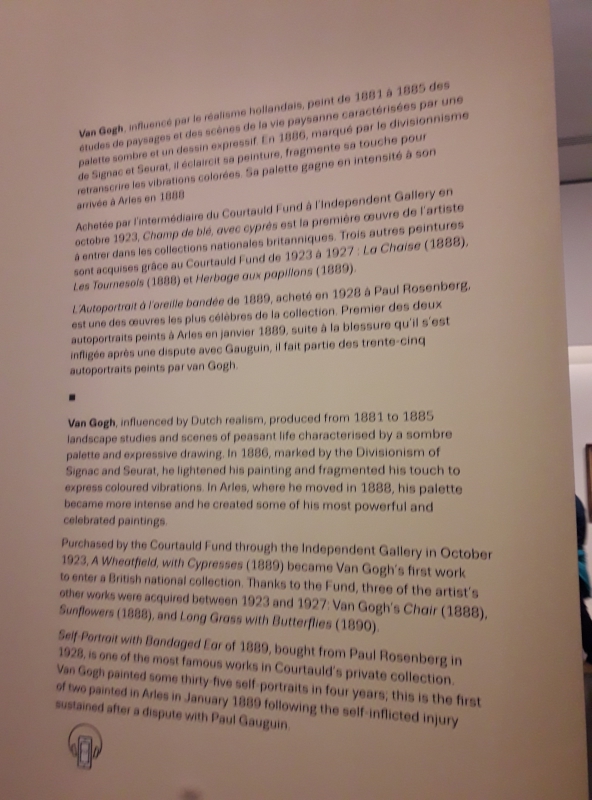 Van Gogh, influencé par le réalisme hollandais, peint de 1881 à 1885 des
études de paysages et des scènes de la vie paysanne caractérisées par une
palette sombre et un dessin expressif. En 1886, marqué par le divisionnisme
de Signac et Seurat, il éclaircit sa peinture, fragmente sa touche pour
retranscrire les vibrations colorées. Sa palette gagne en intensité à son
arrivée à Arles en 1888
Achetée par l'intermédiaire du Courtauld Fund à l'Independent Gallery en
octobre 1923, Champ de blé, avec cyprès est la première œuvre de l'artiste
à entrer dans les collections nationales britanniques. Trois autres peintures
sont acquises grâce au Courtauld Fund de 1923 à 1927 : La Chaise (1888),
Les Tournesols (1888) et Herbage aux papillons (1889).
L'Autoportrait à l'oreille bandée de 1889, acheté en 1928 à Paul Rosenberg,
est une des œuvres les plus célèbres de la collection. Premier des deux
autoportraits peints à Arles en janvier 1889, suite à la blessure qu'il s'est
infligée après une dispute avec Gauguin, il fait partie des trente-cinq
autoportraits peints par van Gogh.
Van Gogh, influenced by Dutch realism, produced from 1881 to 1885
landscape studies and scenes of peasant life characterised by a sombre
palette and expressive drawing. In 1886, marked by the Divisionism of
Signac and Seurat, he lightened his painting and fragmented his touch to
express coloured vibrations. In Arles, where he moved in 1888, his palette
became more intense and he created some of his most powerful and
celebrated paintings.
Purchased by the Courtauld Fund through the Independent Gallery in October
1923, A Wheatfield, with Cypresses (1889) became Van Gogh's first work
to enter a British national collection. Thanks to the Fund, three of the artist's
other works were acquired between 1923 and 1927: Van Gogh's Chair (1888),
Sunflowers (1888), and Long Grass with Butterflies (1890).
Self-Portrait with Bandaged Ear of 1889, bought from Paul Rosenberg in
1928, is one of the most famous works in Courtauld's private collection.
Van Gogh painted some thirty-five self-portraits in four years; this is the first
of two painted in Arles in January 1889 following the self-inflicted injury
sustained after a dispute with Paul Gauguin.